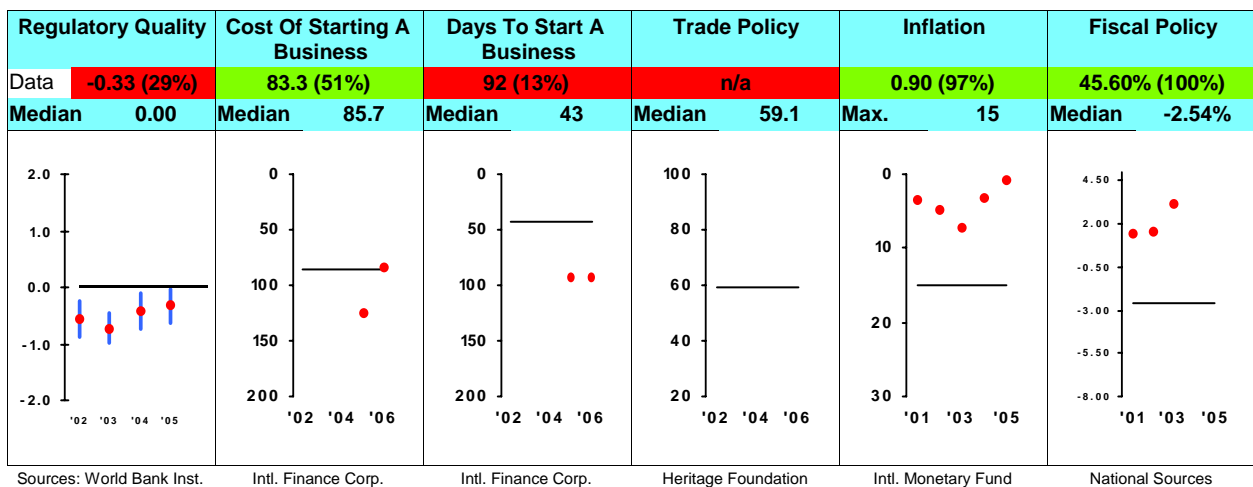 Regulatory Quality
Cost Of Starting A
Business
Days To Start A
Business
Trade Policy
Inflation
Fiscal Policy
Data -0.33 (29%) 83.3 (51%) 92 (13%) n/a 0.90 (97%) 45.60% (100%)
Median 0.00 Median 85.7 Median 43 Median 59.1 Max. 15 Median -2.54%
2.0
1.0
0.0
-1.0
-2.0
'02 '03 '04 '05
0
50
100
150
200
'02 '04 '06
0
50
100
150
200
'02 '04 '06
100
80
60
40
20
'02 '04 '06
0
10
20
30
'01 '03 '05
4.50
2.00
-0.50
-3.00
-5.50
-8.00
'01 '03 '05
Sources: World Bank Inst. Intl. Finance Corp. Intl. Finance Corp. Heritage Foundation Intl. Monetary Fund National Sources